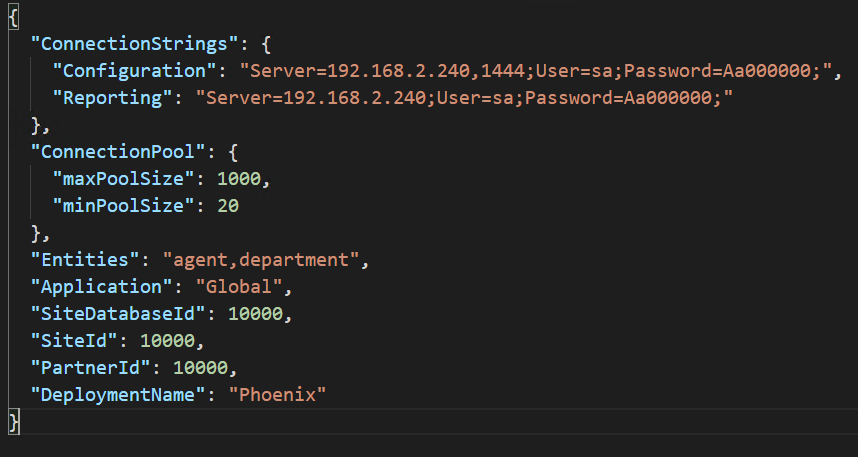 {
"ConnectionStrings": {
"Configuration": "Server=192.168.2.240,1444;User=sa;Password=Aa000000;",
"Reporting": "Server=192.168.2.240;User=sa;Password=Aa000000;"
},
"ConnectionPool": {
"maxPoolSize": 1000,
"minPoolSize": 20
},
"Entities": "agent,department",
"Application": "Global",
"SiteDatabaseId": 10000,
"SiteId": 10000,
"PartnerId": 10000,
"DeploymentName": "Phoenix"
}